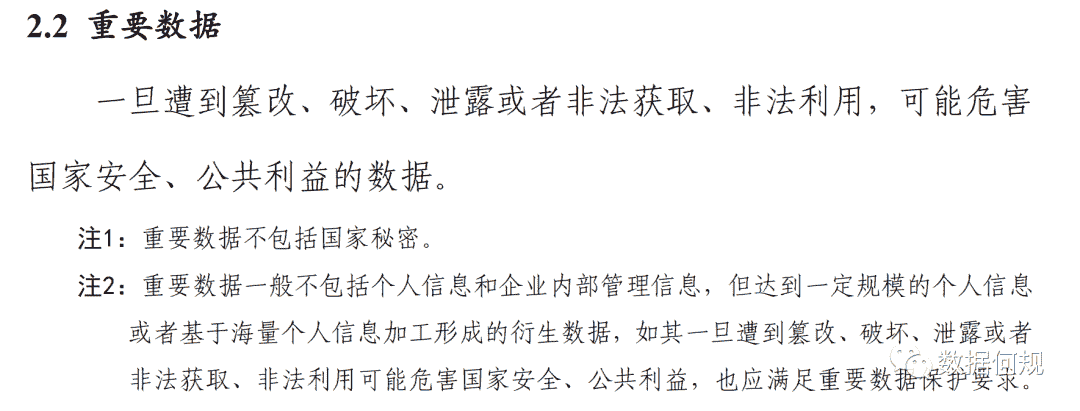 2.2 重要数据
一旦遭到篡改、破坏、泄露或者非法获取、非法利用，可能危害
国家安全、公共利益的数据。
注1：重要数据不包括国家秘密。
注2：重要数据一般不包括个人信息和企业内部管理信息，但达到一定规模的个人信息
或者基于海量个人信息加工形成的衍生数据，如其一旦遭到篡改、破坏、泄露或者
非法获取、非法利用可能危害国家安全、公共利益，也应满足重要数据保护要求。
数据何规